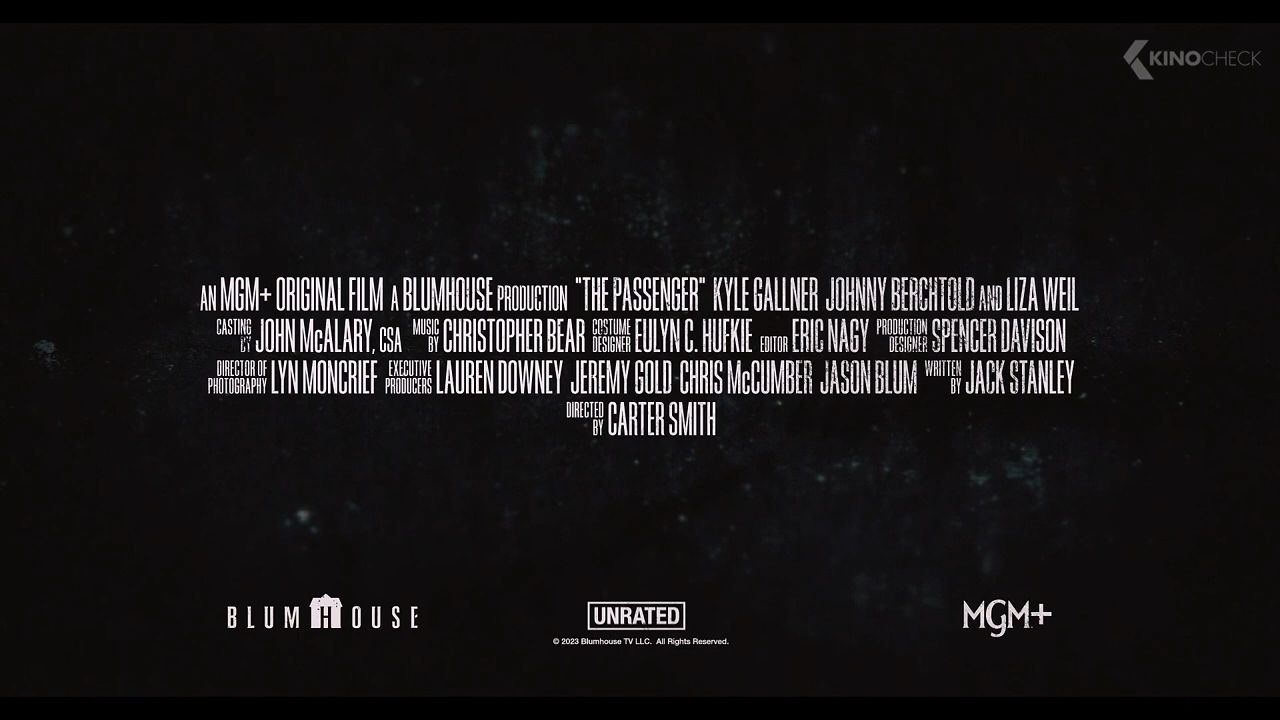 KINOCHECK
AN MGM+ ORIGINAL FILM A BLUMHOUSE PRODUCTION "THE PASSENGER" KYLE GALLNER JOHNNY BERCHTOLD AND LIZA WEIL
CASTING BY JOHN McALARY, CSA MUSIC BY CHRISTOPHER BEAR COSTUME DESIGNER EULYN C. HUFKIE EDITOR ERIC NAGY PRODUCTION DESIGNER SPENCER DAVISON
DIRECTOR OF PHOTOGRAPHY LYN MONCRIEF EXECUTIVE PRODUCERS LAUREN DOWNEY JEREMY GOLD CHRIS McCUMBER JASON BLUM WRITTEN BY JACK STANLEY
DIRECTED BY CARTER SMITH
BLUMHOUSE
UNRATED
MGM+
© 2023 Blumhouse TV LLC. All Rights Reserved.